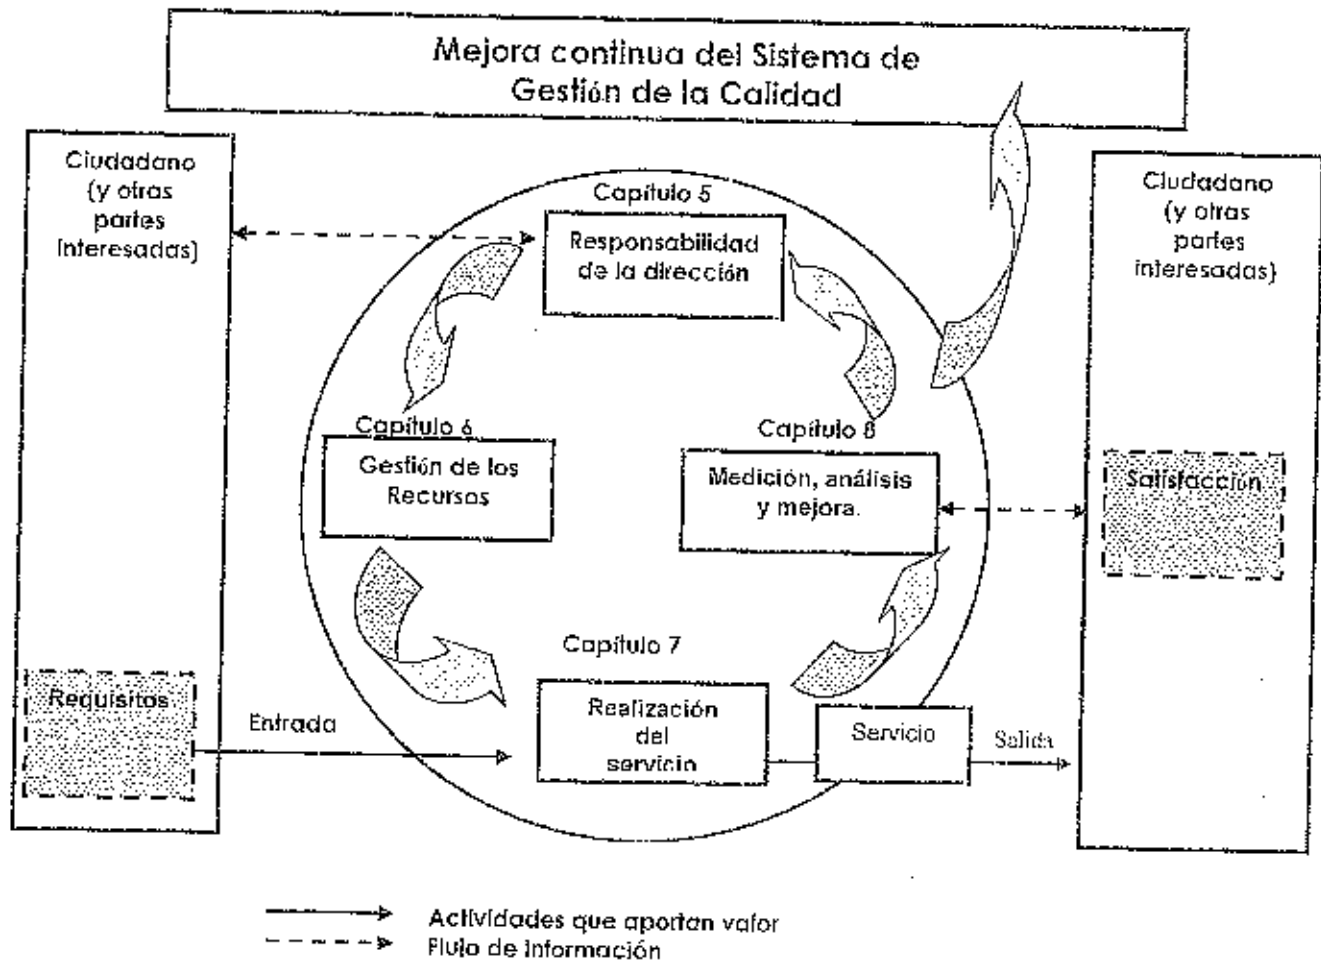 Mejora continua del Sistema de
Gestión de la Calidad
Ciudadano
(y otras
partes
interesadas)
Capítulo 5
Responsabilidad
de la dirección
Ciudadano
(y otras
partes
interesadas)
Capítulo 6
Gestión de los
Recursos
Capítulo 8
Medición, análisis
y mejora.
Satisfacción
Capítulo 7
Requisitos
Entrada
Realización
del
servicio
Servicio
Salida
Actividades que aportan valor
Flujo de información